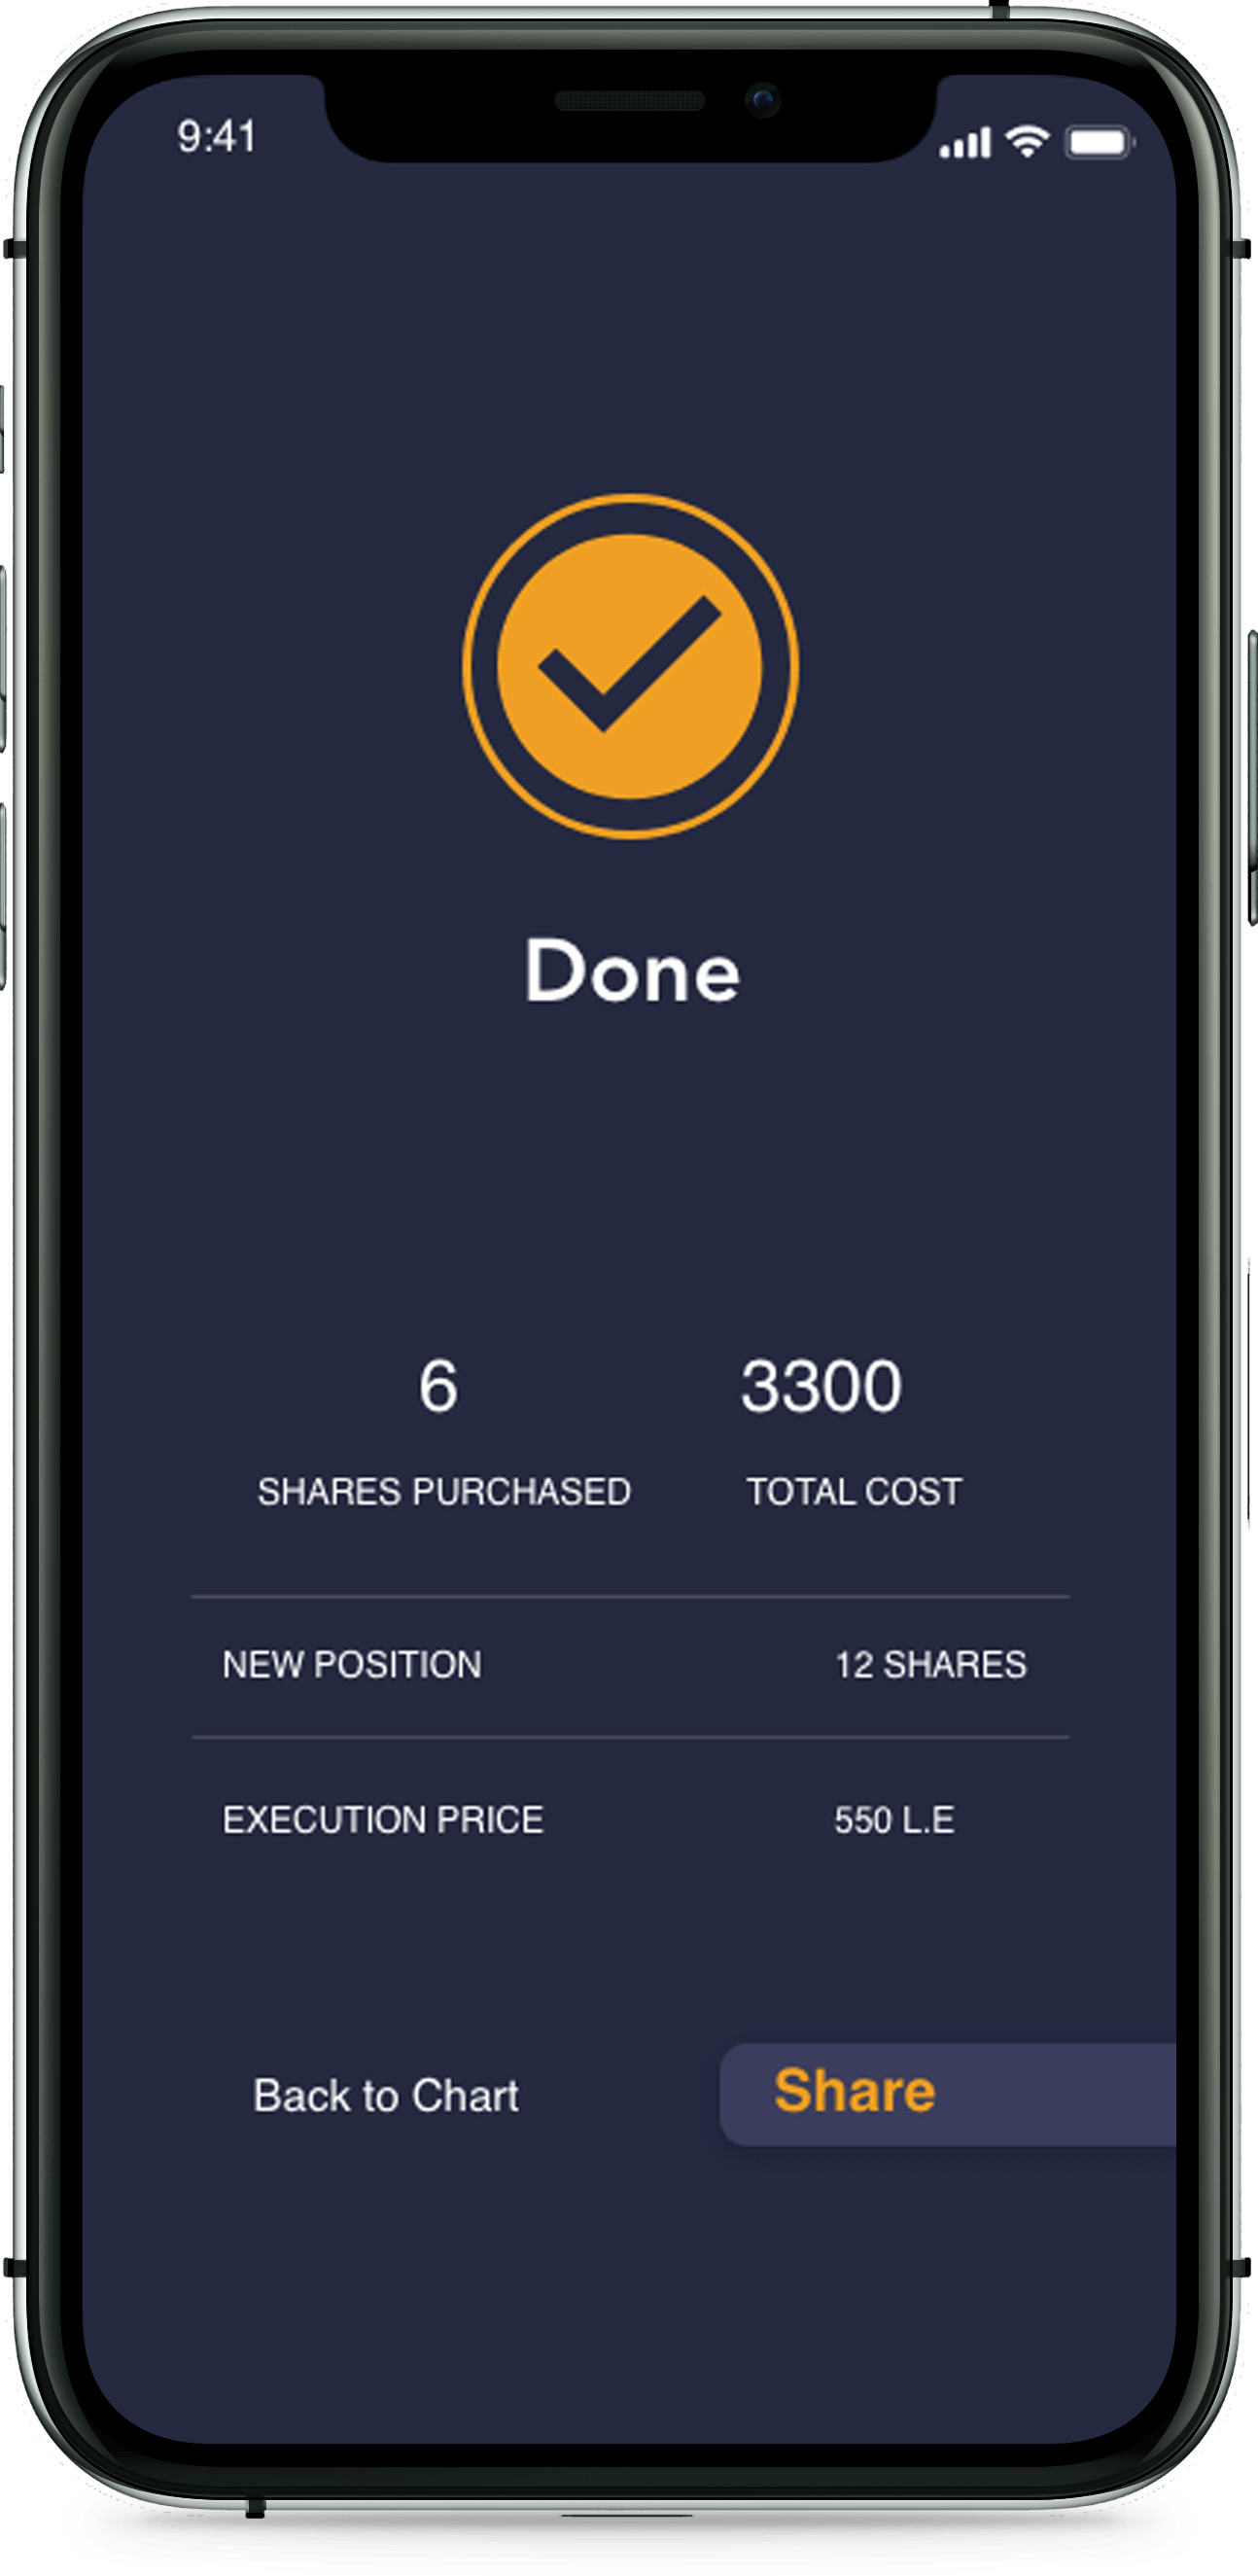 9:41
Done
6 3300
SHARES PURCHASED TOTAL COST
NEW POSITION 12 SHARES
EXECUTION PRICE 550 L.E
Back to Chart Share